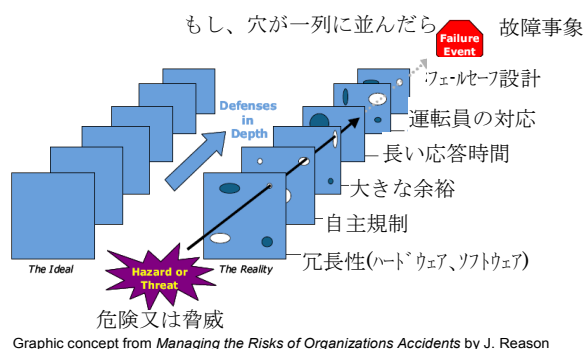 もし、穴が一列に並んだら
Failure
Event
故障事象
Defenses
in
Depth
フェールセーフ設計
運転員の対応
長い応答時間
大きな余裕
自主規制
冗長性(ハードウェア、ソフトウェア)
The Ideal
Hazard or
Threat
The Reality
危険又は脅威
Graphic concept from Managing the Risks of Organizations Accidents by J. Reason